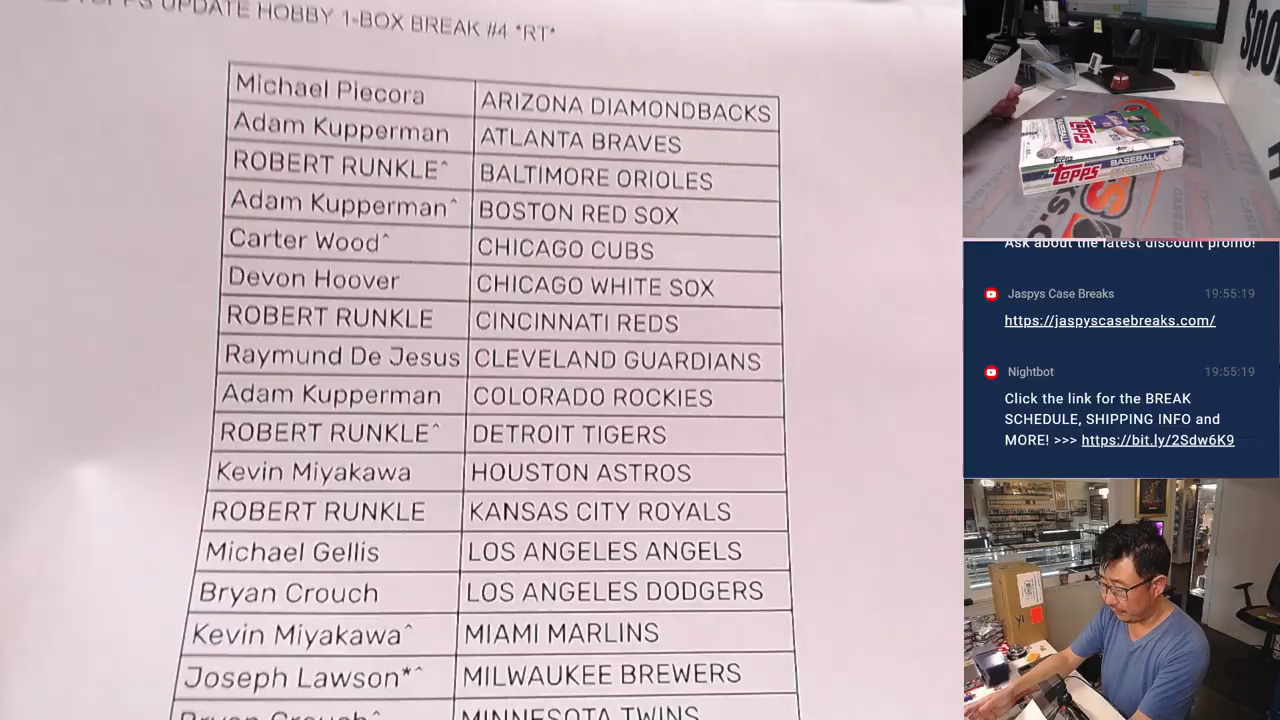 UPDATE HOBBY 1-BOX BREAK #4 *RT*
Michael Piecora ARIZONA DIAMONDBACKS
Adam Kupperman ATLANTA BRAVES
ROBERT RUNKLE^ BALTIMORE ORIOLES
Adam Kupperman^ BOSTON RED SOX
Carter Wood^ CHICAGO CUBS
Devon Hoover CHICAGO WHITE SOX
ROBERT RUNKLE CINCINNATI REDS
Raymund De Jesus CLEVELAND GUARDIANS
Adam Kupperman COLORADO ROCKIES
ROBERT RUNKLE^ DETROIT TIGERS
Kevin Miyakawa HOUSTON ASTROS
ROBERT RUNKLE KANSAS CITY ROYALS
Michael Gellis LOS ANGELES ANGELS
Bryan Crouch LOS ANGELES DODGERS
Kevin Miyakawa^ MIAMI MARLINS
Joseph Lawson*^ MILWAUKEE BREWERS
Bryan Crouch^ MINNESOTA TWINS
Spo
TOPPS
BASEBALL
topps
BASEBALL
Ask about the latest discount promo!
Jaspys Case Breaks 19:55:19
https://jaspyscasebreaks.com/
Nightbot 19:55:19
Click the link for the BREAK
SCHEDULE, SHIPPING INFO and
MORE! >>> https://bit.ly/2Sdw6K9